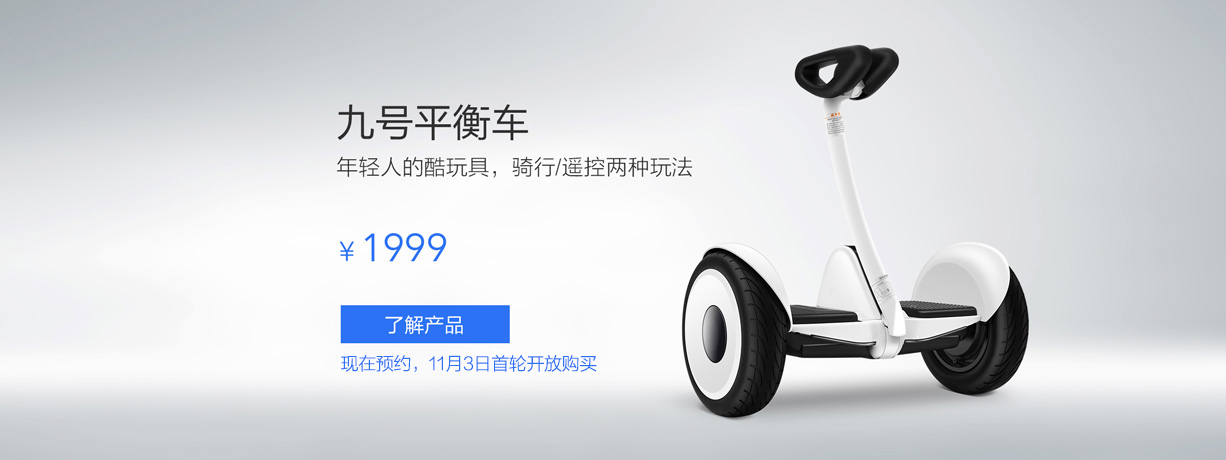 九号平衡车
年轻人的酷玩具，骑行/遥控两种玩法
¥ 1999
了解产品
现在预约，11月3日首轮开放购买